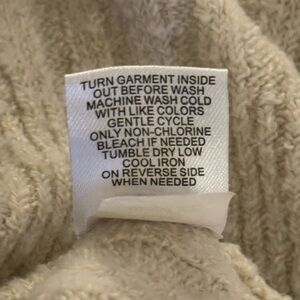 TURN GARMENT INSIDE
OUT BEFORE WASH
MACHINE WASH COLD
WITH LIKE COLORS
GENTLE CYCLE
ONLY NON-CHLORINE
BLEACH IF NEEDED
TUMBLE DRY LOW
COOL IRON
ON REVERSE SIDE
WHEN NEEDED